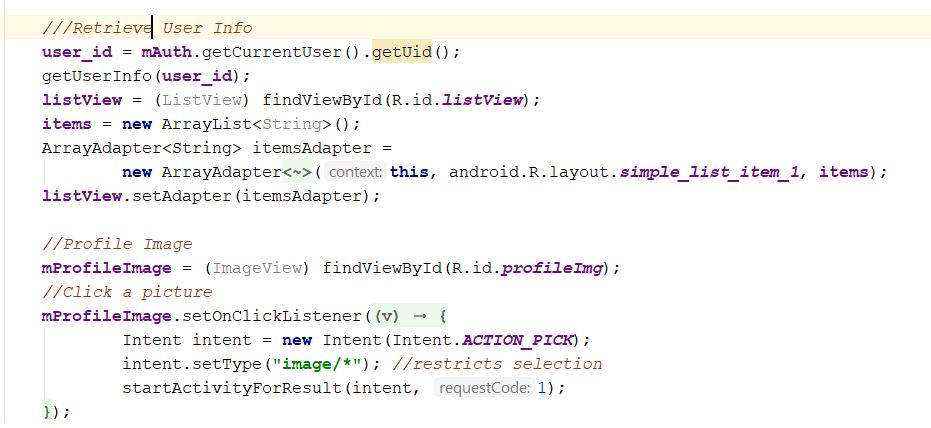 ///Retrieve User Info
user_id = mAuth.getCurrentUser().getUid();
getUserInfo(user_id);
listView = (ListView) findViewById(R.id.listView);
items = new ArrayList<String>();
ArrayAdapter<String> itemsAdapter =
        new ArrayAdapter<~>( context: this, android.R.layout.simple_list_item_1, items);
listView.setAdapter(itemsAdapter);

//Profile Image
mProfileImage = (ImageView) findViewById(R.id.profileImg);
//Click a picture
mProfileImage.setOnClickListener((v) → {
        Intent intent = new Intent(Intent.ACTION_PICK);
        intent.setType("image/*"); //restricts selection
        startActivityForResult(intent, requestCode: 1);
});